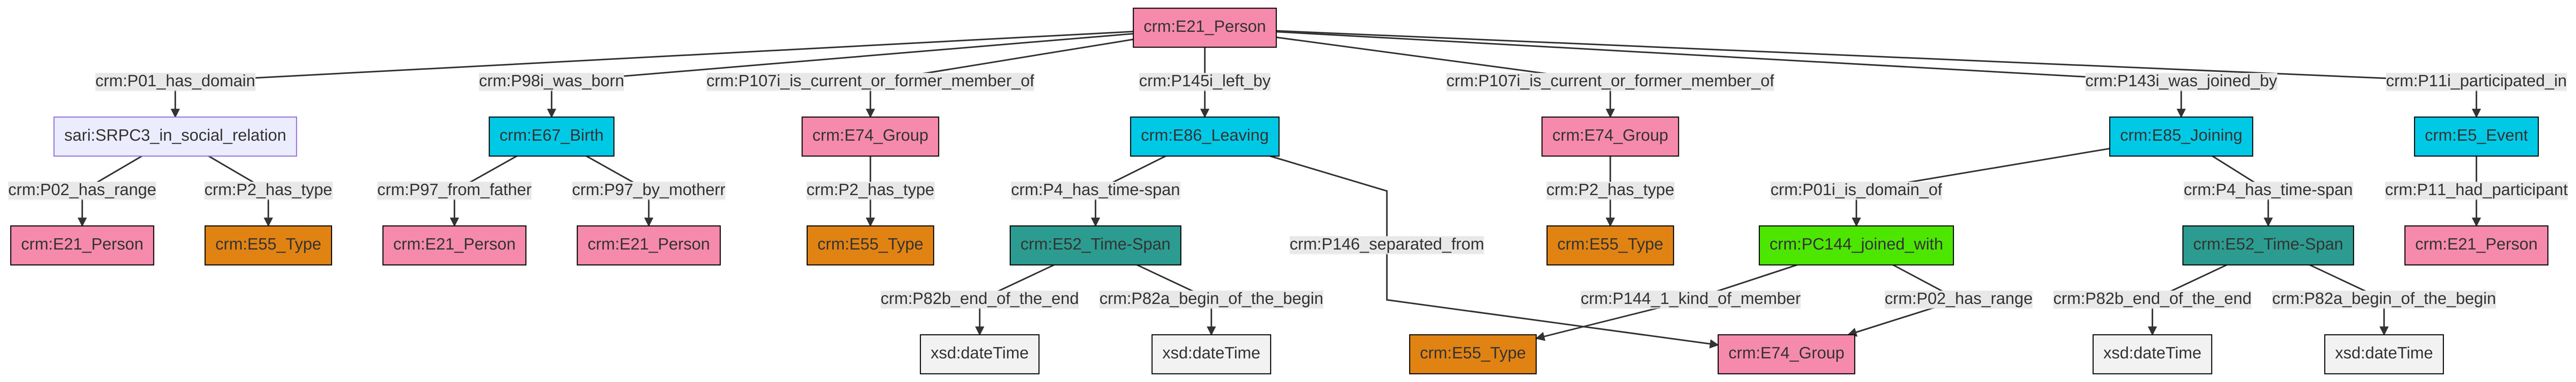 crm:E21_Person
crm:P01_has_domain
crm:P98i_was_born
crm:P107i_is_current_or_former_member_of
crm:P145i_left_by
crm:P107i_is_current_or_former_member_of
crm:P143i_was_joined_by
crm:P11i_participated_in
sari:SRPC3_in_social_relation
crm:E67_Birth
crm:E74_Group
crm:E86_Leaving
crm:E74_Group
crm:E85_Joining
crm:E5_Event
crm:P02_has_range
crm:P2_has_type
crm:P97_from_father
crm:P97_by_motherr
crm:P2_has_type
crm:P4_has_time-span
crm:P2_has_type
crm:P01i_is_domain_of
crm:P4_has_time-span
crm:P11_had_participant
crm:E21_Person
crm:E55_Type
crm:E21_Person
crm:E21_Person
crm:E55_Type
crm:E52_Time-Span
crm:P146_separated_from
crm:E55_Type
crm:PC144_joined_with
crm:E52_Time-Span
crm:E21_Person
crm:P82b_end_of_the_end
crm:P82a_begin_of_the_begin
crm:P144_1_kind_of_member
crm:P02_has_range
crm:P82b_end_of_the_end
crm:P82a_begin_of_the_begin
xsd:dateTime
xsd:dateTime
crm:E55_Type
crm:E74_Group
xsd:dateTime
xsd:dateTime